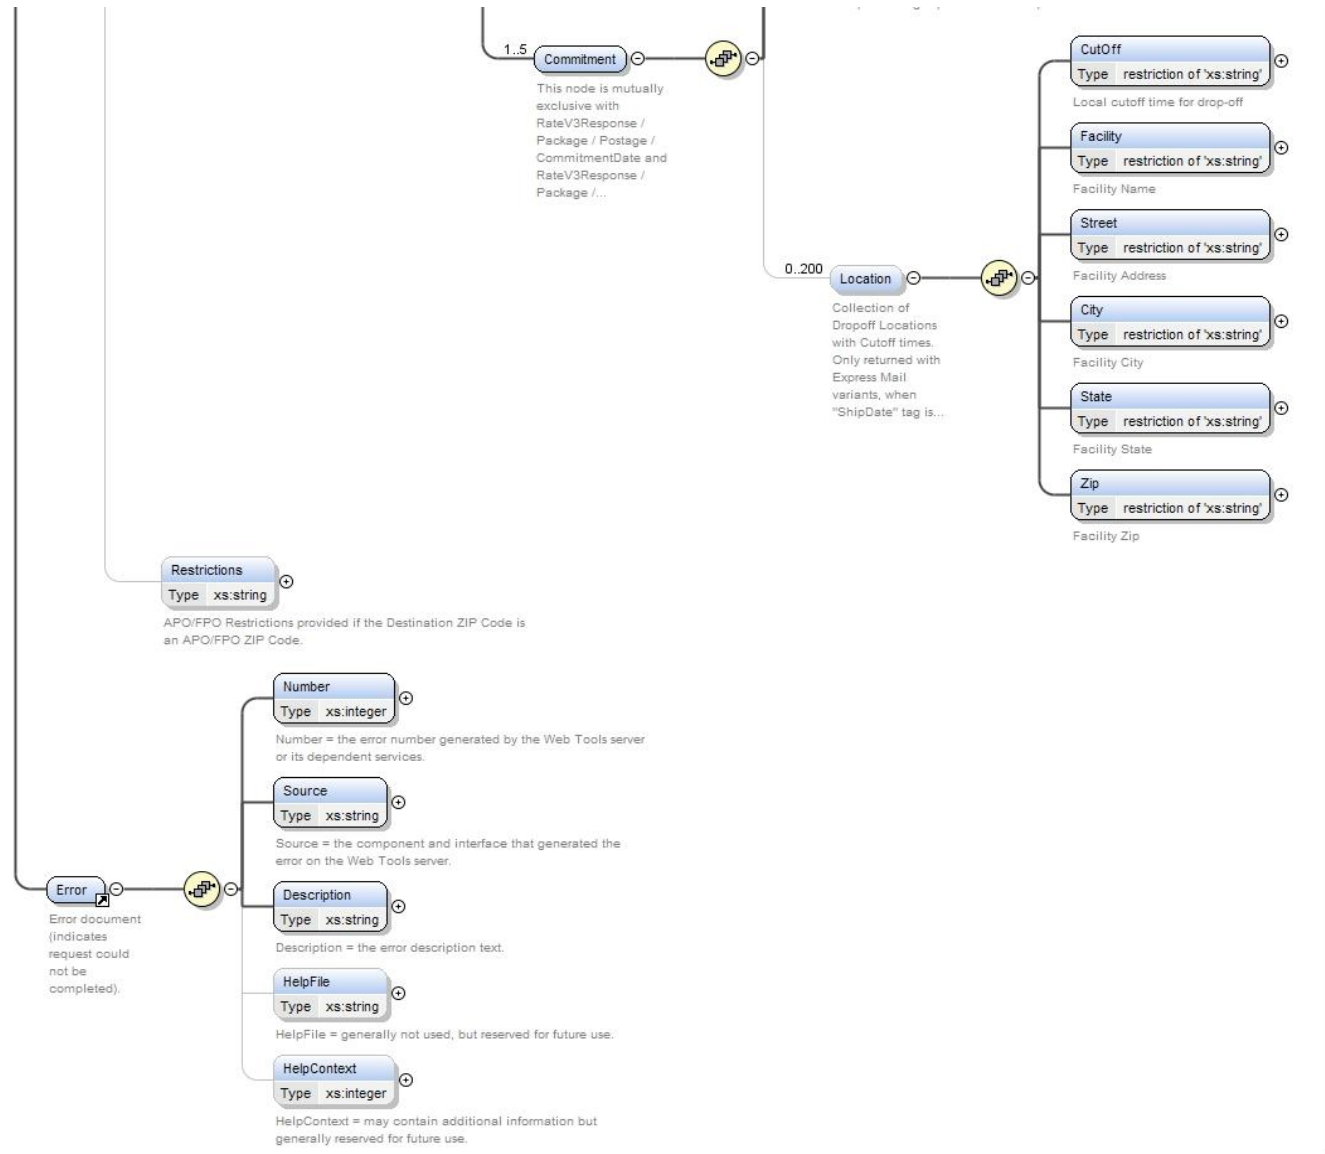 1..5
Commitment
This node is mutually
exclusive with
RateV3Response /
Package / Postage /
CommitmentDate and
RateV3Response /
Package /...
0..200
Location
Collection of
Dropoff Locations
with Cutoff times.
Only returned with
Express Mail
variants, when
"ShipDate" tag is...
CutOff
Type restriction of 'xs:string'
Local cutoff time for drop-off
Facility
Type restriction of 'xs:string'
Facility Name
Street
Type restriction of 'xs:string'
Facility Address
City
Type restriction of 'xs:string'
Facility City
State
Type restriction of 'xs:string'
Facility State
Zip
Type restriction of 'xs:string'
Facility Zip
Restrictions
Type xs:string
APO/FPO Restrictions provided if the Destination ZIP Code is
an APO/FPO ZIP Code.
Error
Error document
(indicates
request could
not be
completed).
Number
Type xs:integer
Number = the error number generated by the Web Tools server
or its dependent services.
Source
Type xs:string
Source = the component and interface that generated the
error on the Web Tools server.
Description
Type xs:string
Description = the error description text.
HelpFile
Type xs:string
HelpFile = generally not used, but reserved for future use.
HelpContext
Type xs:integer
HelpContext = may contain additional information but
generally reserved for future use.